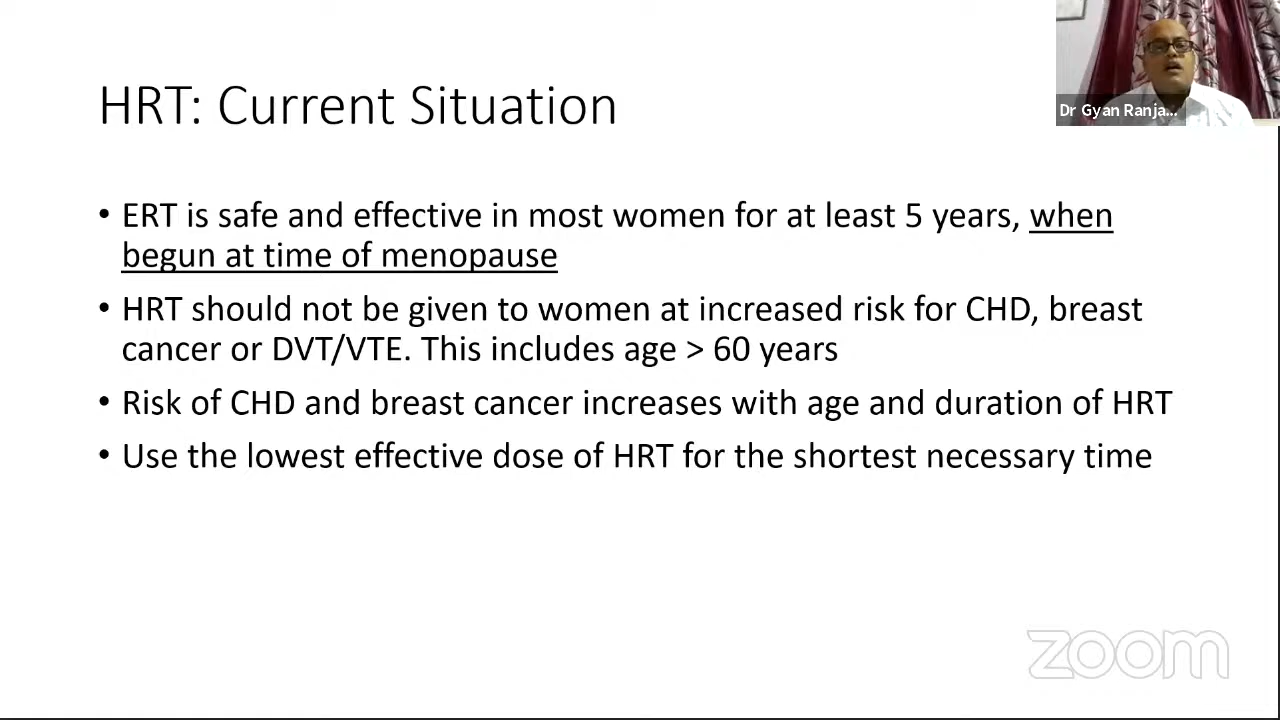 HRT: Current Situation
Dr Gyan Ranja...
• ERT is safe and effective in most women for at least 5 years, when
begun at time of menopause
• HRT should not be given to women at increased risk for CHD, breast
cancer or DVT/VTE. This includes age > 60 years
• Risk of CHD and breast cancer increases with age and duration of HRT
• Use the lowest effective dose of HRT for the shortest necessary time
zoom